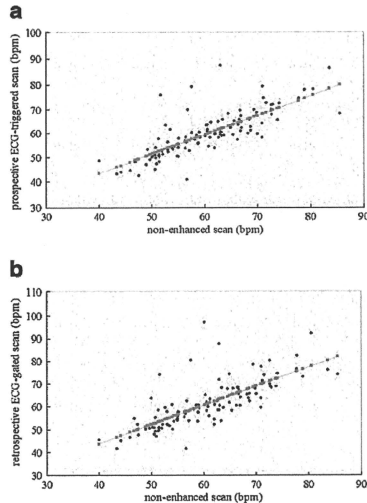 a
prospective ECG-triggered scan (bpm)
100
90
80
70
60
50
40
30
30 40 50 60 70 80 90
non-enhanced scan (bpm)
b
retrospective ECG-gated scan (bpm)
110
100
90
80
70
60
50
40
30
30 40 50 60 70 80 90
non-enhanced scan (bpm)